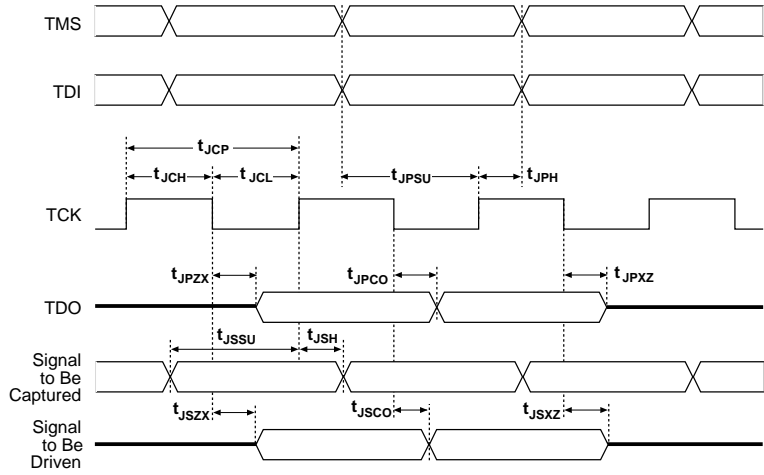 TMS
TDI
tJCP
tJCH
tJCL
tJPSU
tJPH
TCK
tJPZX
tJPCO
tJPXZ
TDO
tJSSU
tJSH
Signal
to Be
Captured
tJSZX
tJSCO
tJSXZ
Signal
to Be
Driven